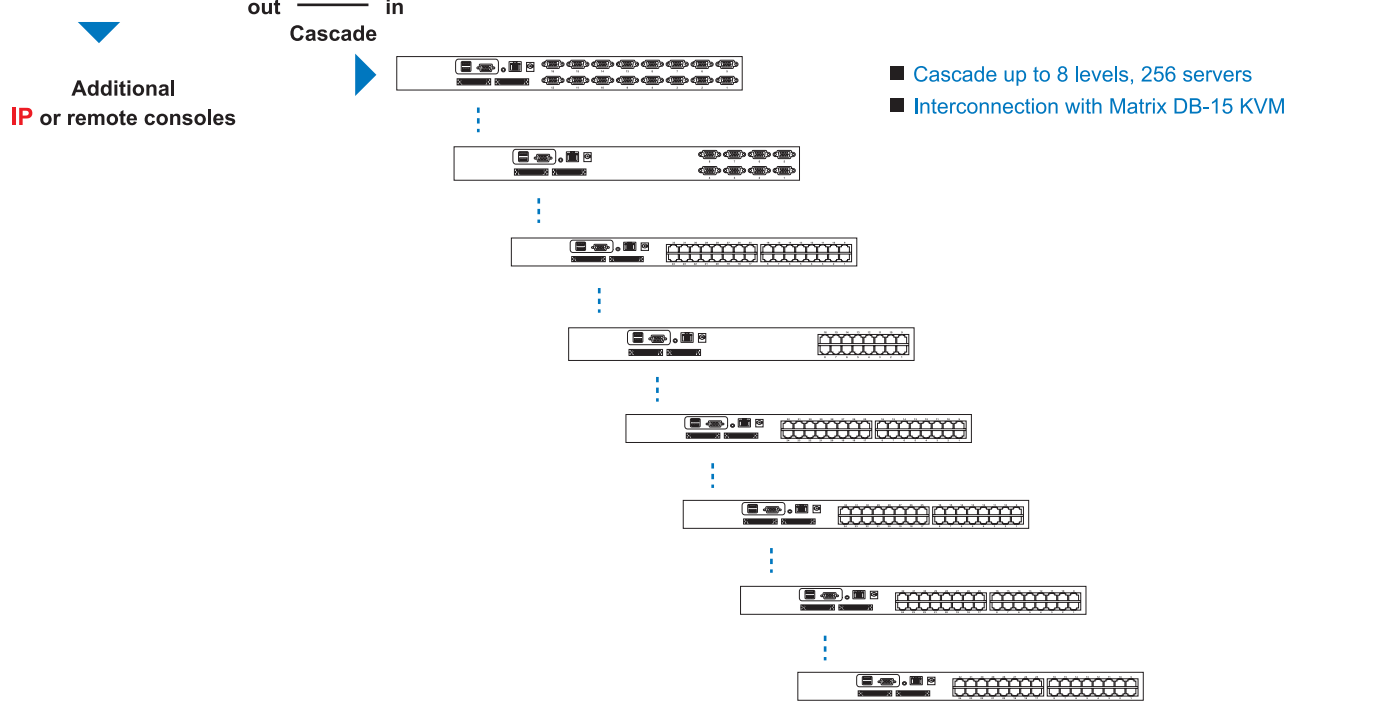 out in
Cascade
Additional
IP or remote consoles
Cascade up to 8 levels, 256 servers
Interconnection with Matrix DB-15 KVM